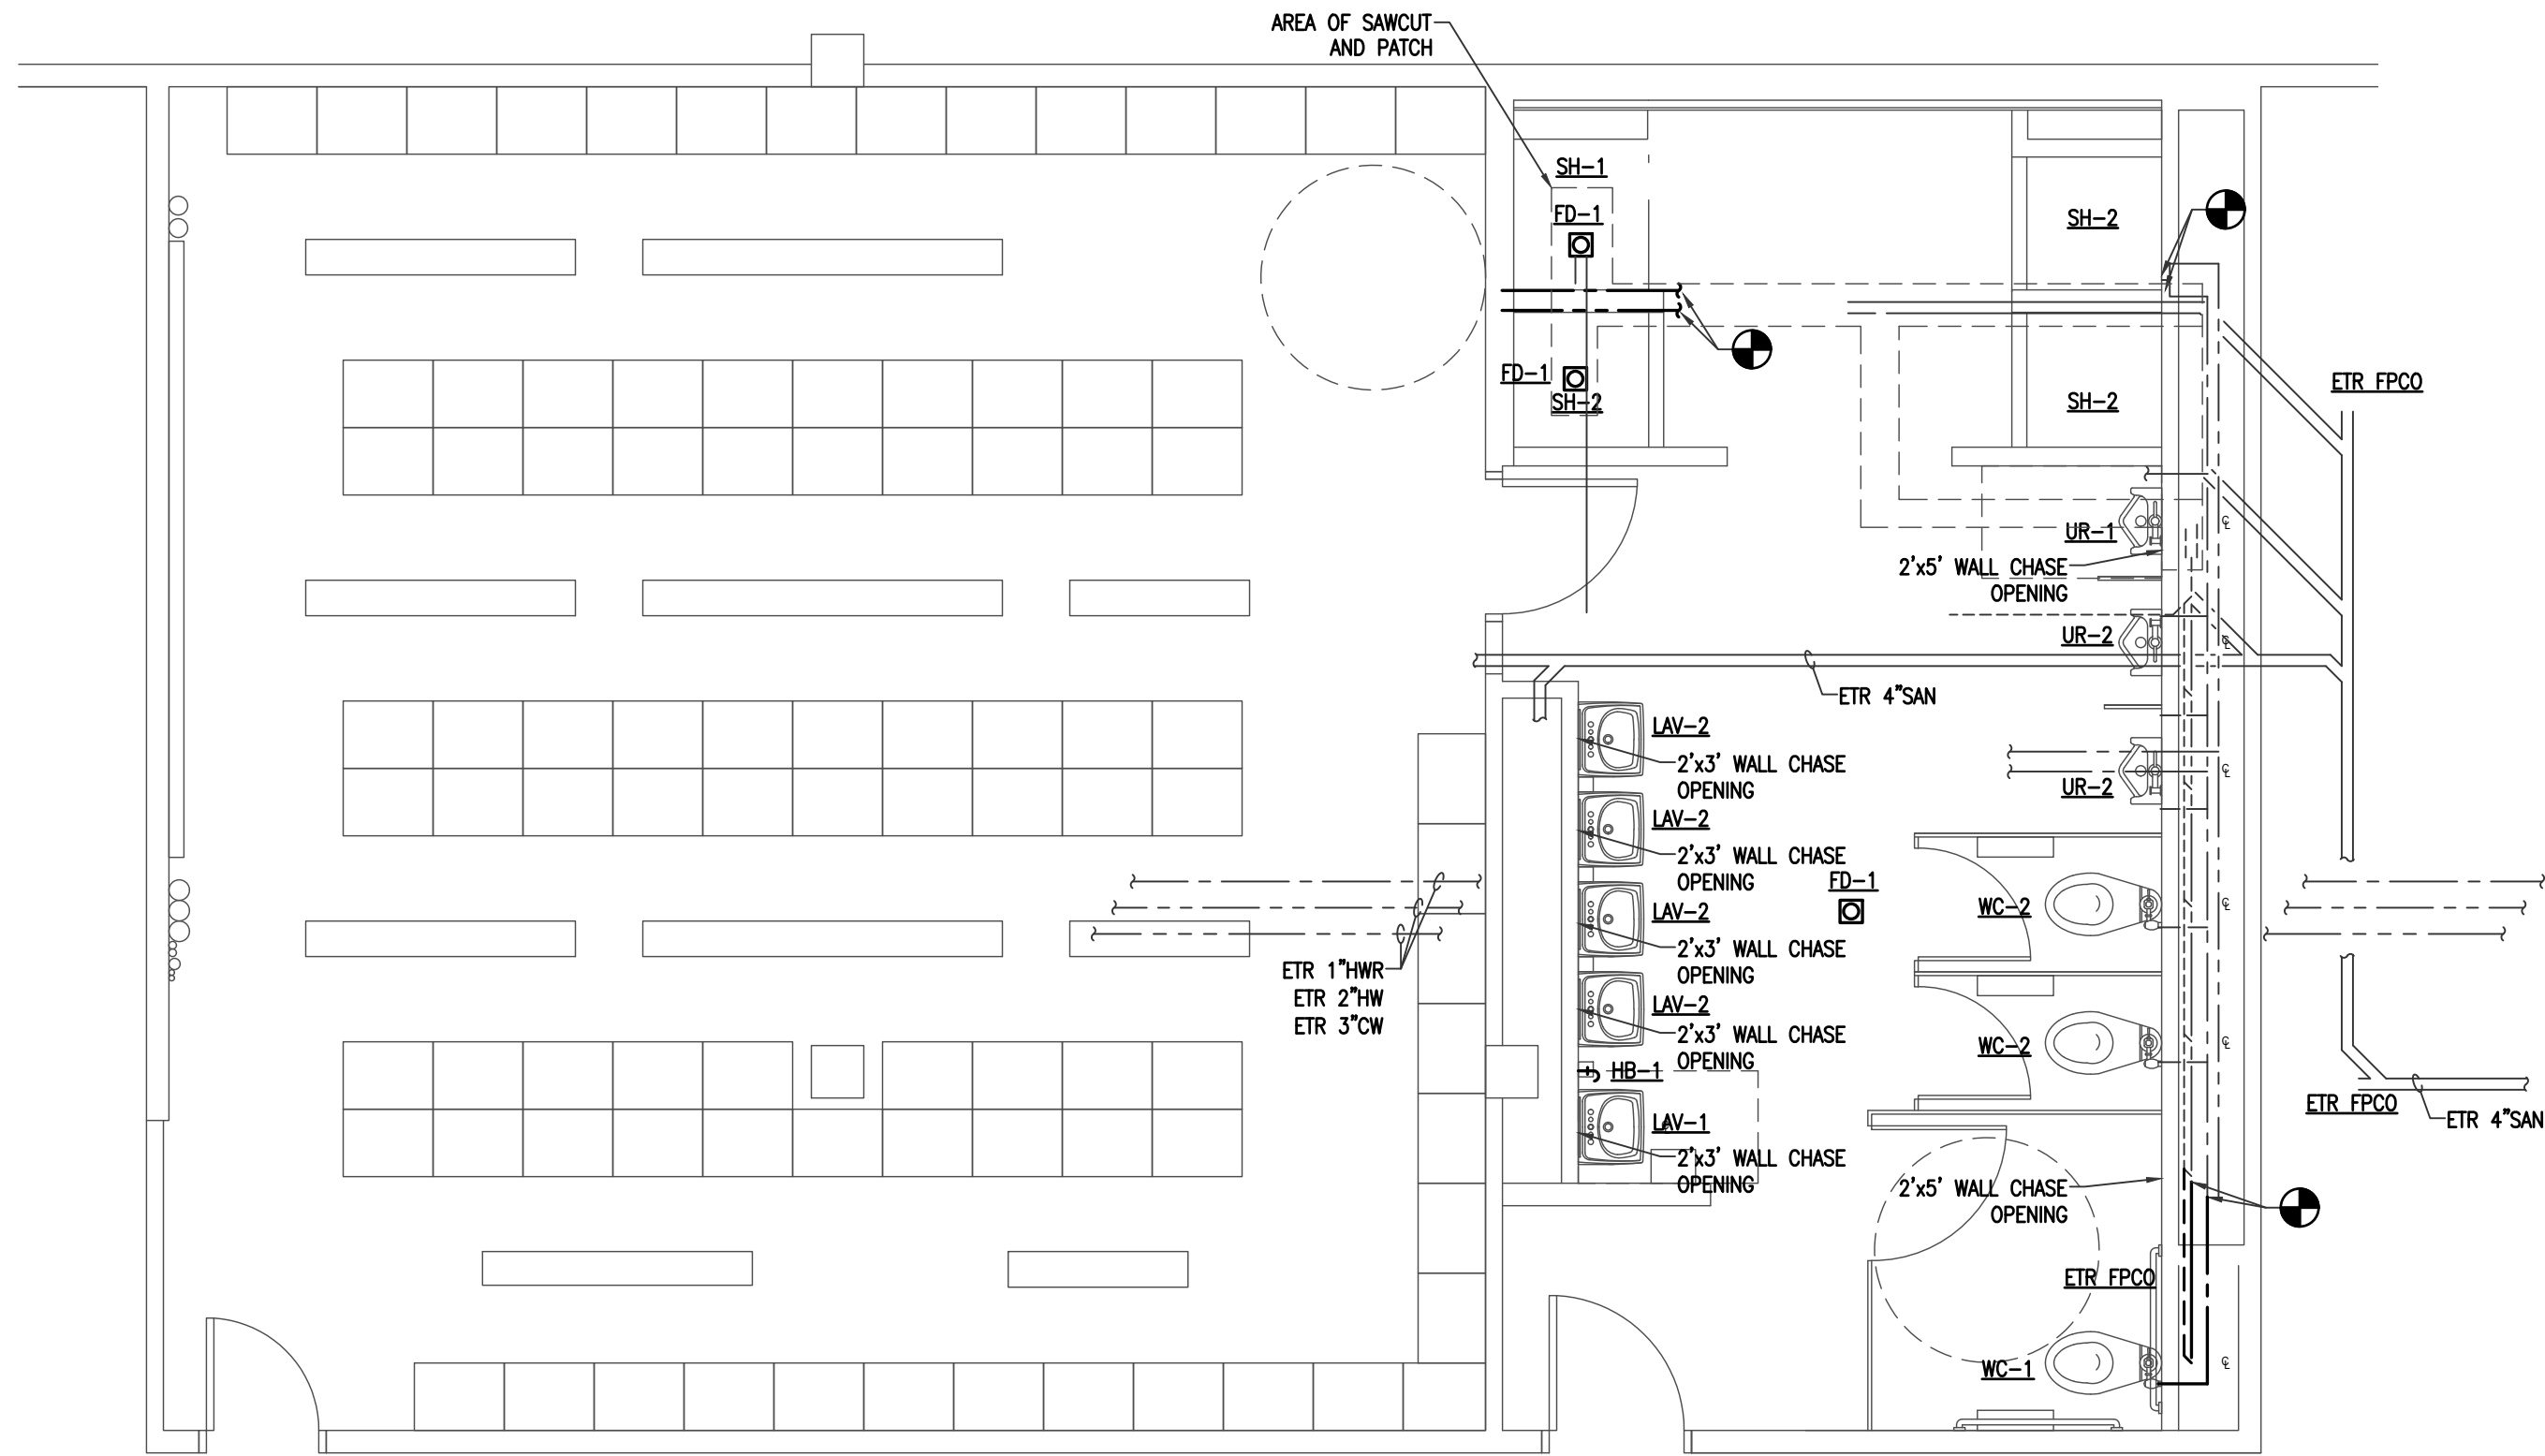 AREA OF SAWCUT
AND PATCH
SH-1
FD-1
SH-2
FD-1
SH-2
ETR FPCO
SH-2
UR-1
2'x5' WALL CHASE
OPENING
UR-2
ETR 4"SAN
LAV-2
2'x3' WALL CHASE
OPENING
UR-2
LAV-2
2'x3' WALL CHASE
OPENING
FD-1
WC-2
LAV-2
2'x3' WALL CHASE
OPENING
ETR 1"HWR
ETR 2"HW
ETR 3"CW
LAV-2
2'x3' WALL CHASE
OPENING
WC-2
HB-1
LAV-1
2'x3' WALL CHASE
OPENING
ETR FPCO
ETR 4"SAN
2'x5' WALL CHASE
OPENING
ETR FPCO
WC-1